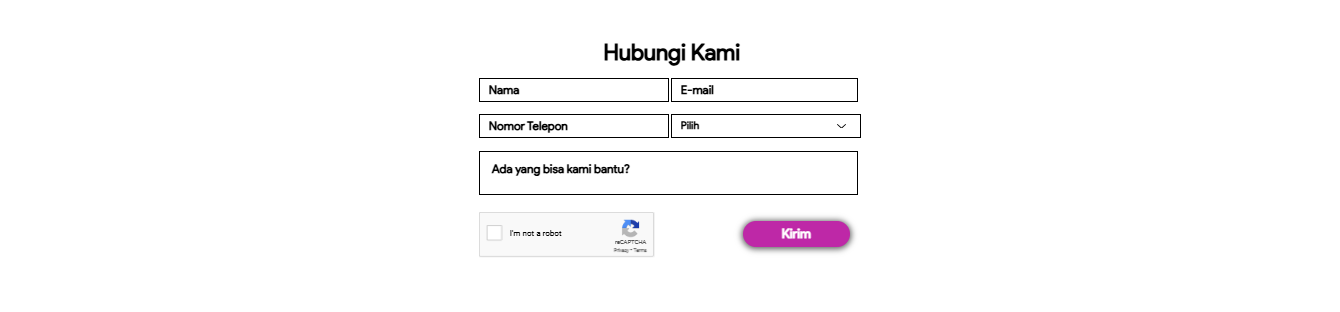 Hubungi Kami
Nama
E-mail
Nomor Telepon
Pilih
Ada yang bisa kami bantu?
I'm not a robot
reCAPTCHA
Privacy - Terms
Kirim